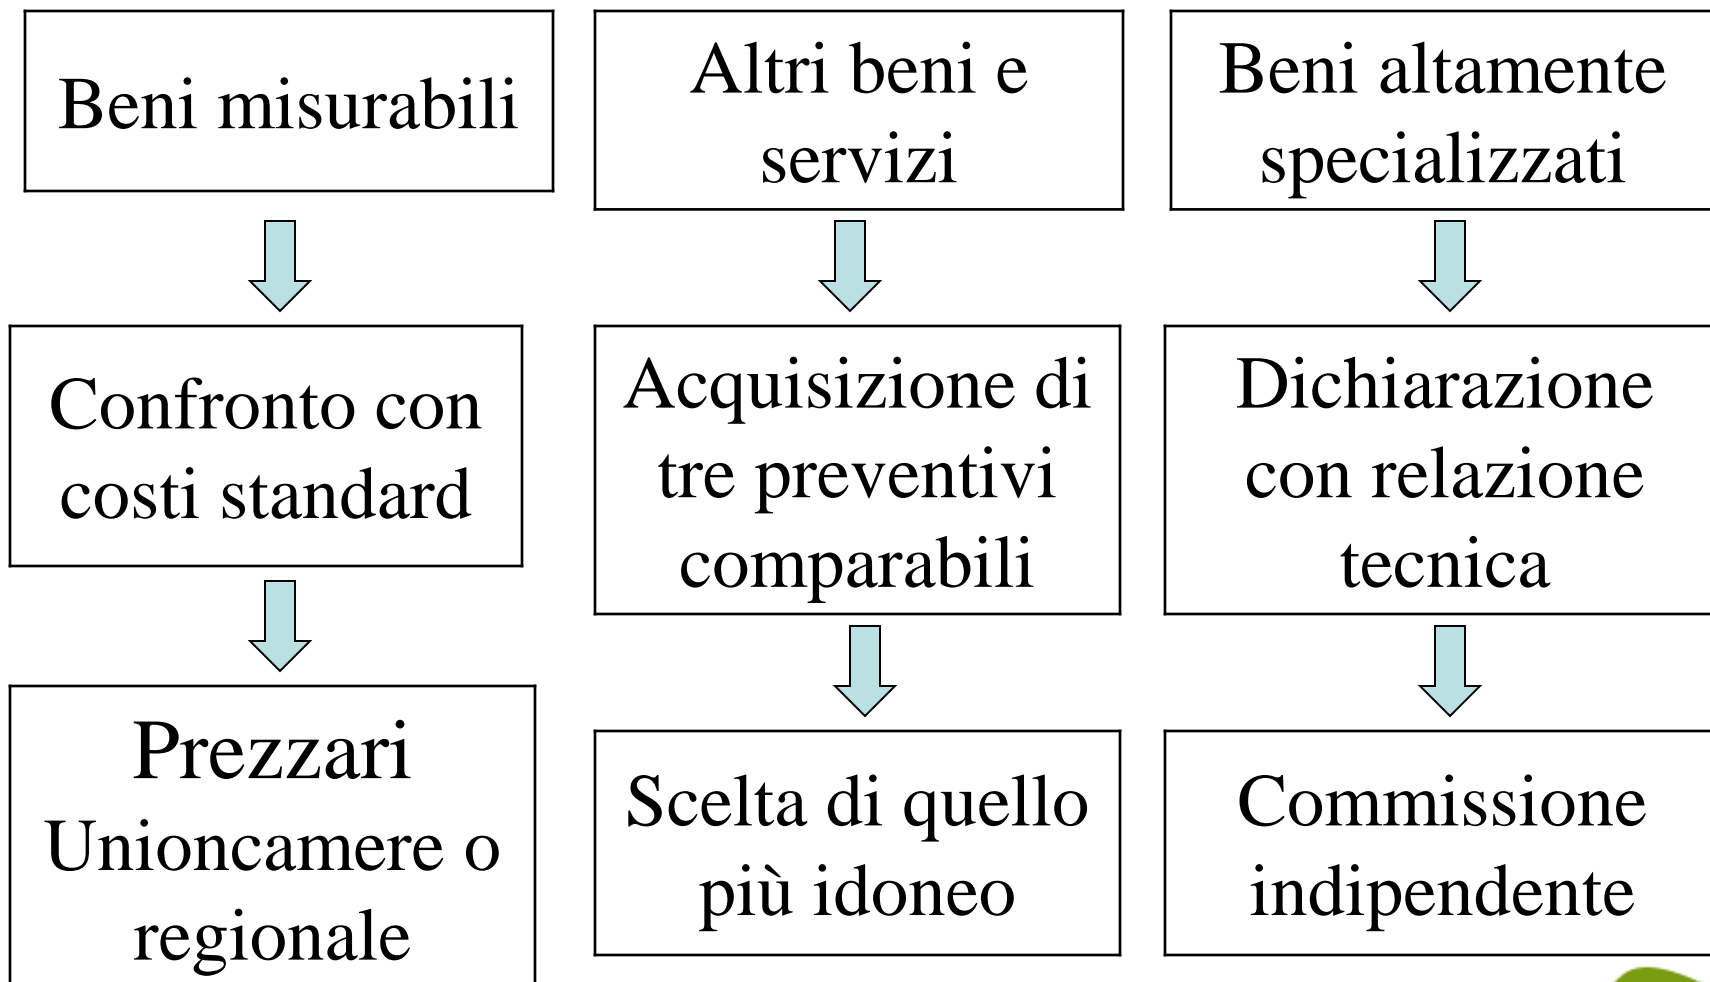 Beni misurabili
Altri beni e
servizi
Beni altamente
specializzati
Confronto con
costi standard
Acquisizione di
tre preventivi
comparabili
Dichiarazione
con relazione
tecnica
Prezzari
Unioncamere o
regionale
Scelta di quello
più idoneo
Commissione
indipendente